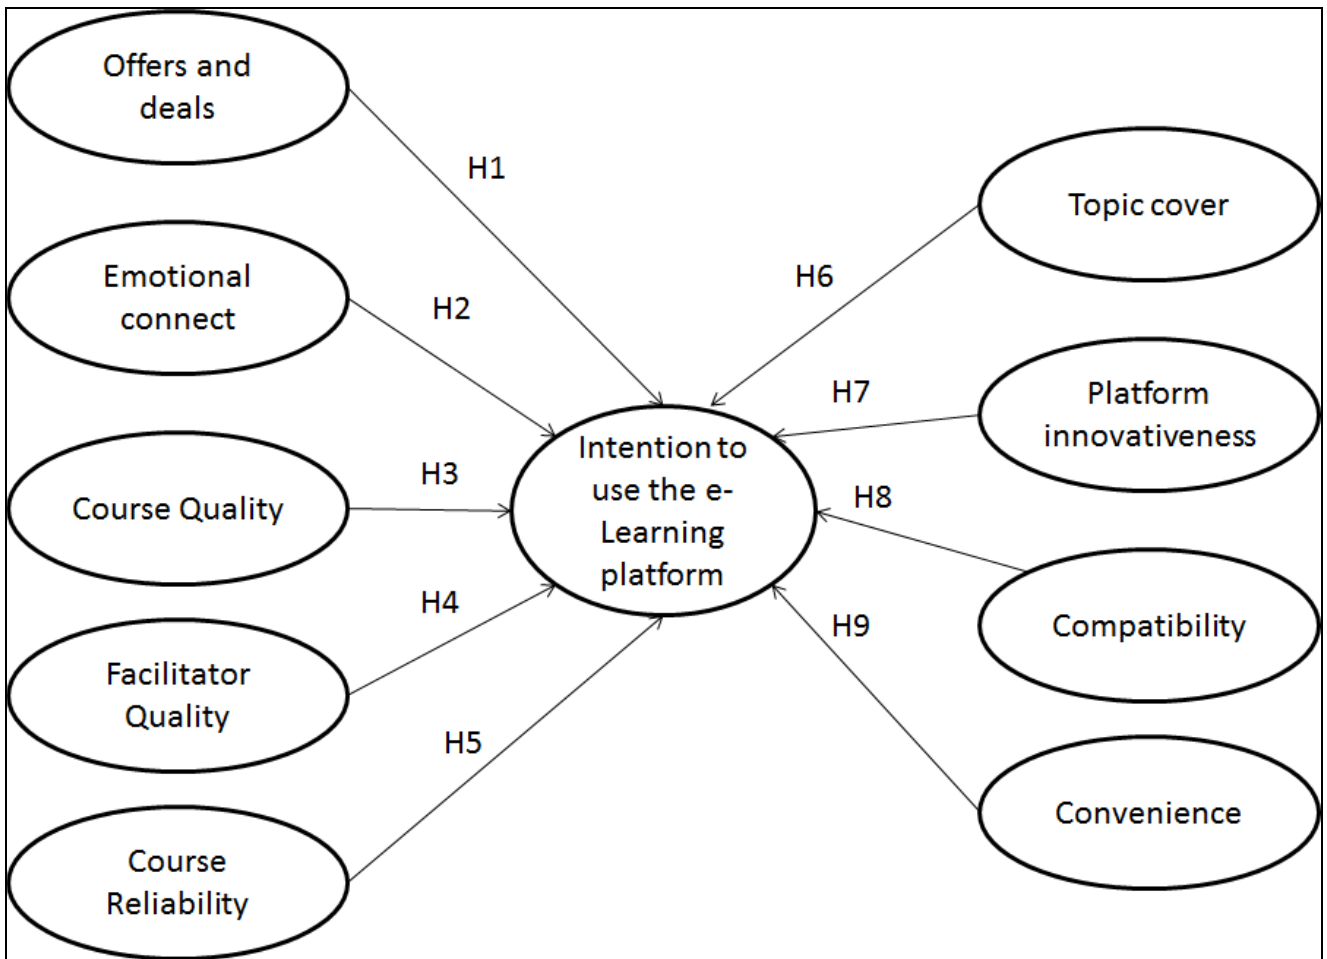 Offers and
deals
H1
Emotional
connect
H2
Course Quality
H3
Facilitator
Quality
H4
Course
Reliability
H5
Intention to
use the e-
Learning
platform
Topic cover
H6
Platform
innovativeness
H7
Compatibility
H8
Convenience
H9